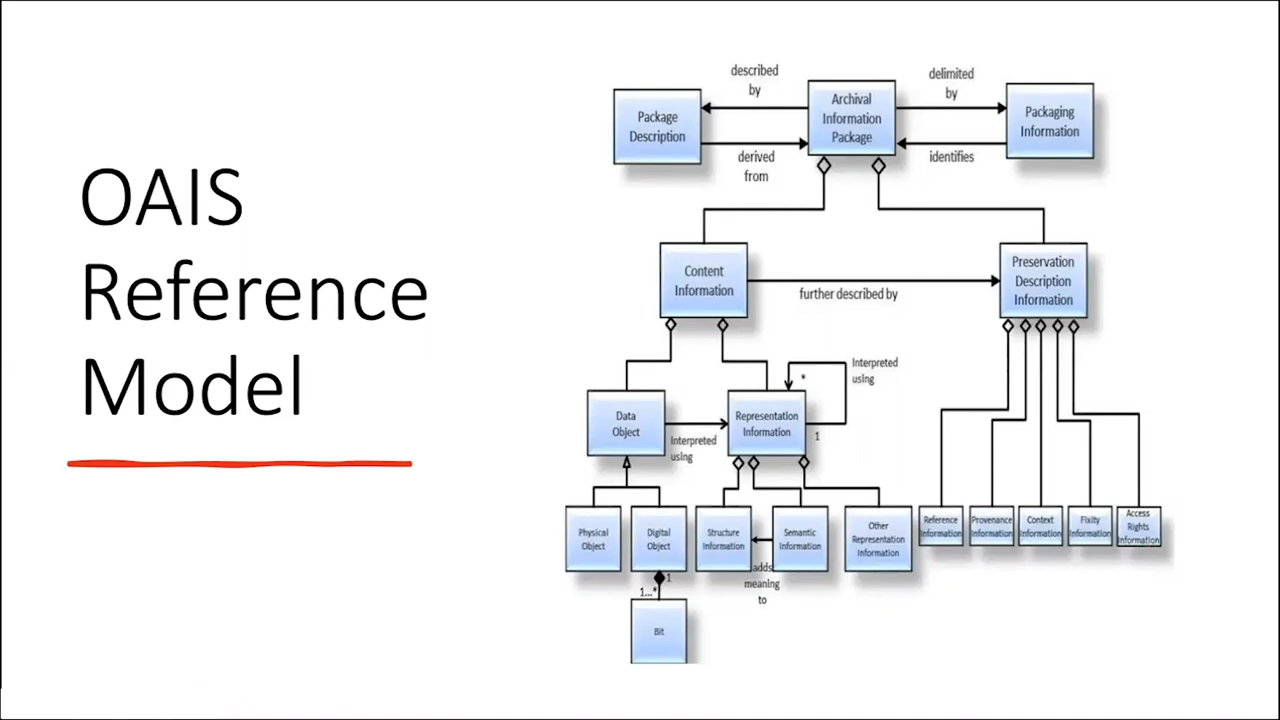 OAIS
Reference
Model
described
by
delimited
by
Package
Description
Archival
Information
Package
Packaging
Information
derived
from
identifies
Content
Information
further described by
Preservation
Description
Information
Interpreted
using
*
1
Data
Object
Interpreted
using
Representation
Information
Physical
Object
Digital
Object
Structure
Information
Semantic
Information
adds
meaning
to
Other
Representation
Information
Reference
Information
Provenance
Information
Context
Information
Fixity
Information
Access
Rights
Information
1
1...*
Bit